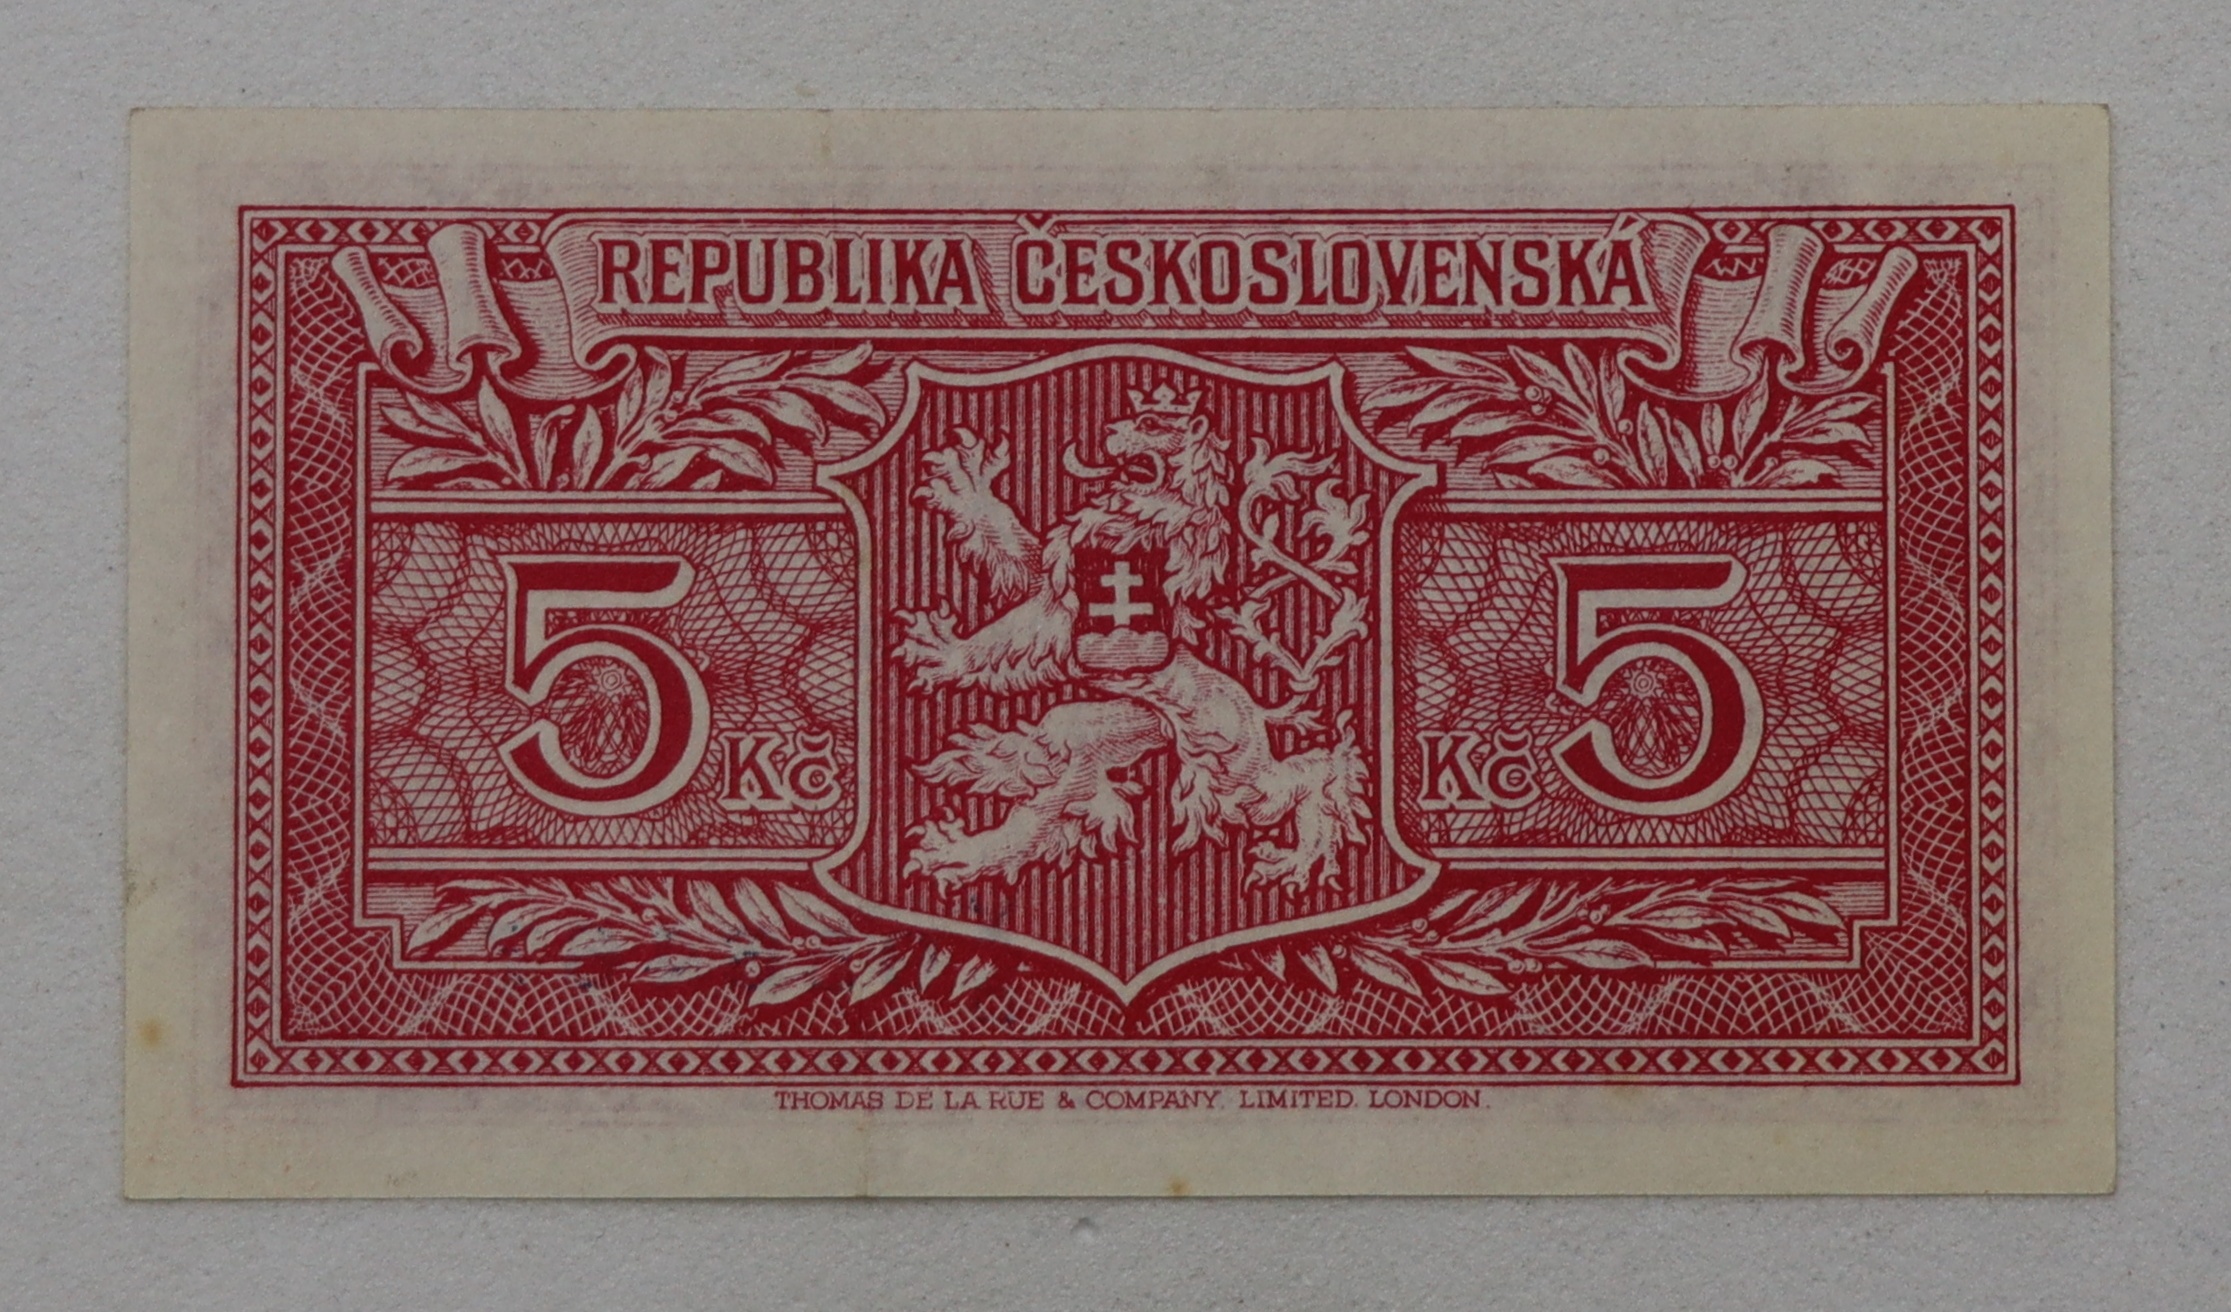 REPUBLIKA ČESKOSLOVENSKÁ
5 Kč
Kč 5
THOMAS DE LA RUE & COMPANY, LIMITED. LONDON.